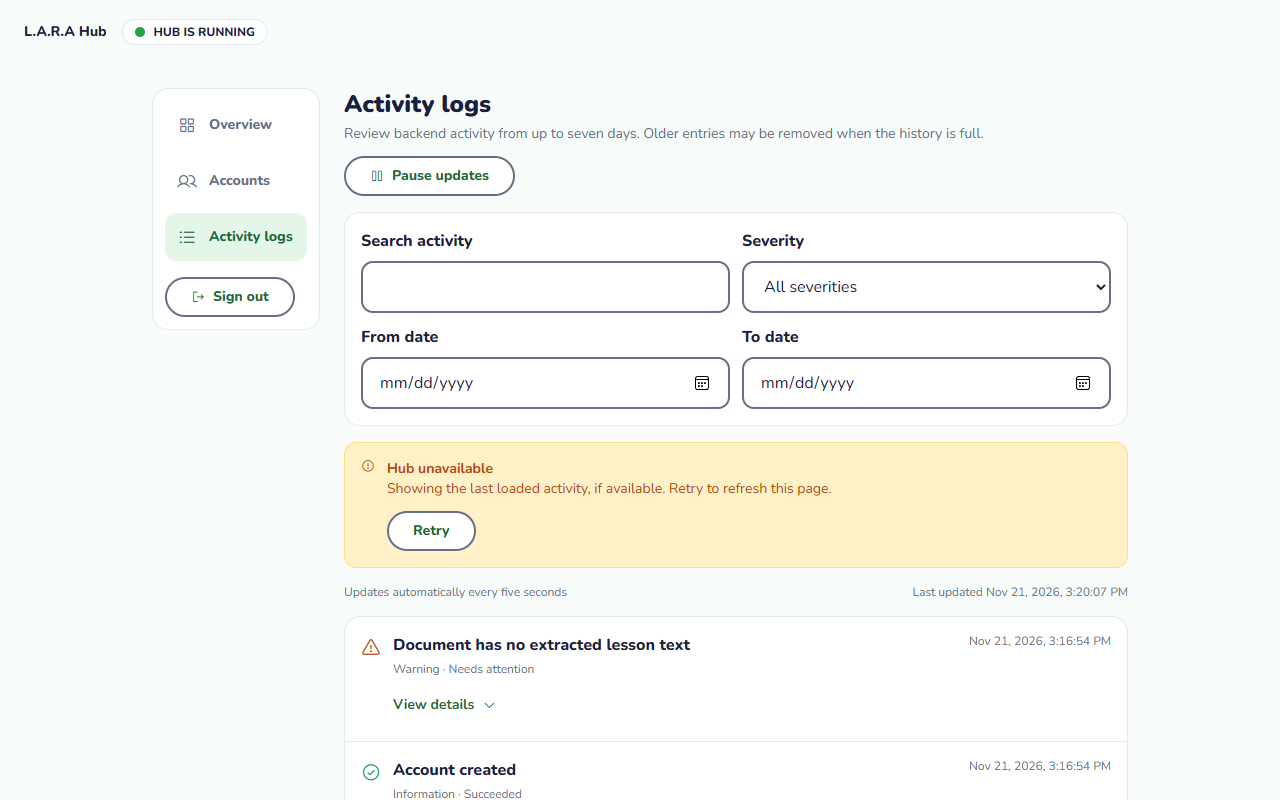 L.A.R.A Hub
HUB IS RUNNING
Overview
Accounts
Activity logs
Sign out
Activity logs
Review backend activity from up to seven days. Older entries may be removed when the history is full.
Pause updates
Search activity
Severity
All severities
From date
To date
mm/dd/yyyy
mm/dd/yyyy
Hub unavailable
Showing the last loaded activity, if available. Retry to refresh this page.
Retry
Updates automatically every five seconds
Last updated Nov 21, 2026, 3:20:07 PM
Document has no extracted lesson text
Nov 21, 2026, 3:16:54 PM
Warning · Needs attention
View details
Account created
Nov 21, 2026, 3:16:54 PM
Information · Succeeded